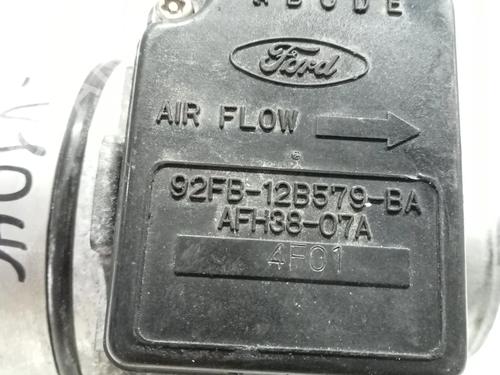 A B C D E
Ford
AIR FLOW
92FB-12B579-BA
AFH38-07A
4F01